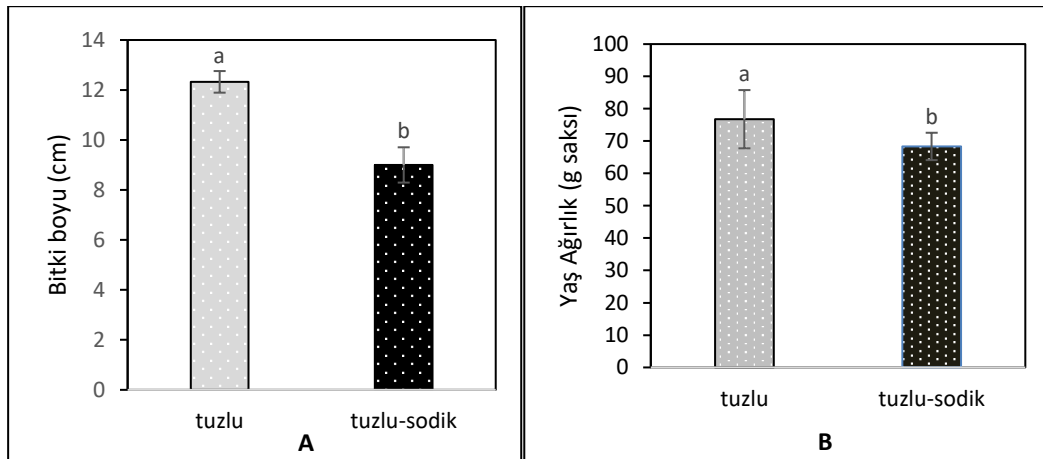 Bitki boyu (cm)
14
12
10
8
6
4
2
0
a
b
tuzlu
tuzlu-sodik
A
Yaş Ağırlık (g saksı)
100
90
80
70
60
50
40
30
20
10
0
a
b
tuzlu
tuzlu-sodik
B